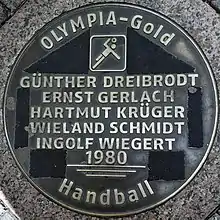 OLYMPIA-Gold
GÜNTHER DREIBRODT
ERNST GERLACH
HARTMUT KRÜGER
WIELAND SCHMIDT
INGOLF WIEGERT
1980
Handball